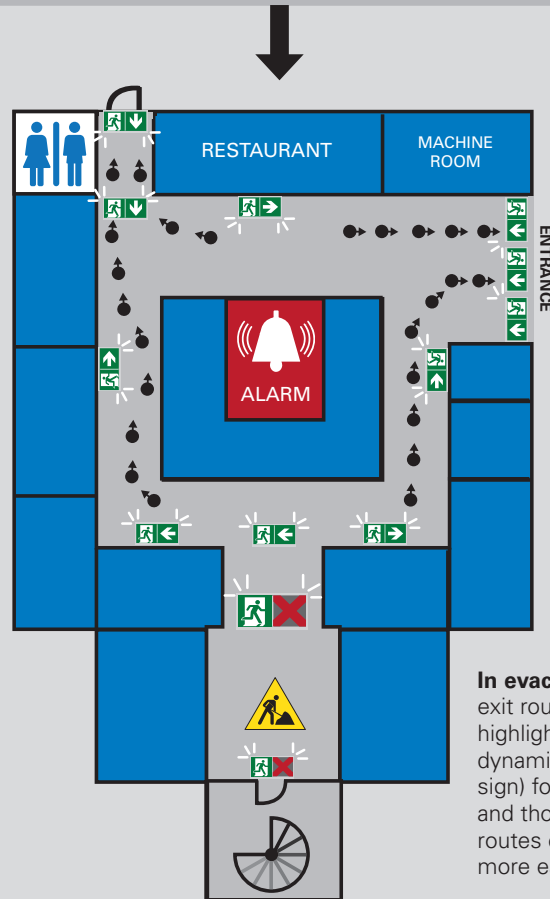 RESTAURANT
MACHINE
ROOM
ENTRANCE
ALARM
In evac
exit rou
highligh
dynami
sign) fo
and tho
routes
more e